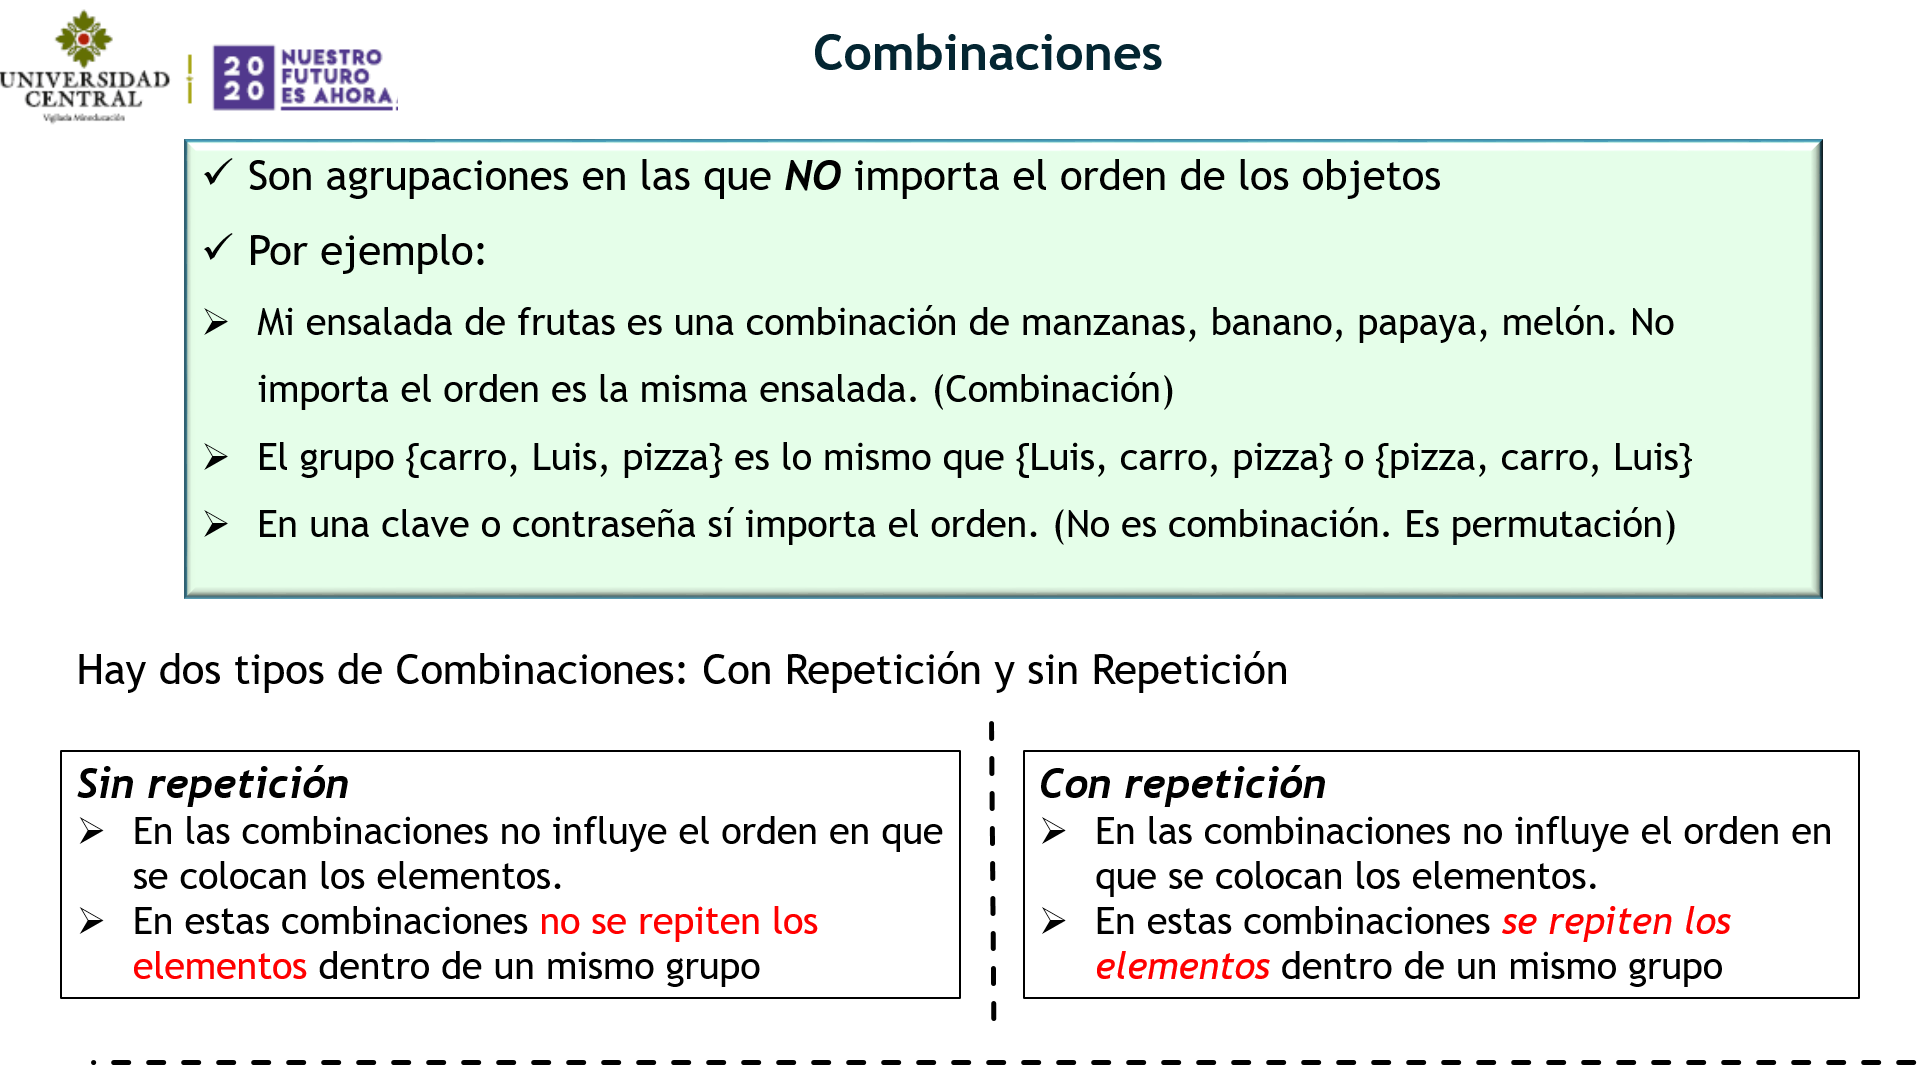 UNIVERSIDAD
CENTRAL
Vigilada Mineducación
20
20
NUESTRO
FUTURO
ES AHORA
Combinaciones
✓ Son agrupaciones en las que NO importa el orden de los objetos
✓ Por ejemplo:
➢ Mi ensalada de frutas es una combinación de manzanas, banano, papaya, melón. No
importa el orden es la misma ensalada. (Combinación)
➢ El grupo {carro, Luis, pizza} es lo mismo que {Luis, carro, pizza} o {pizza, carro, Luis}
➢ En una clave o contraseña sí importa el orden. (No es combinación. Es permutación)
Hay dos tipos de Combinaciones: Con Repetición y sin Repetición
Sin repetición
➢ En las combinaciones no influye el orden en que
se colocan los elementos.
➢ En estas combinaciones no se repiten los
elementos dentro de un mismo grupo
Con repetición
➢ En las combinaciones no influye el orden en
que se colocan los elementos.
➢ En estas combinaciones se repiten los
elementos dentro de un mismo grupo